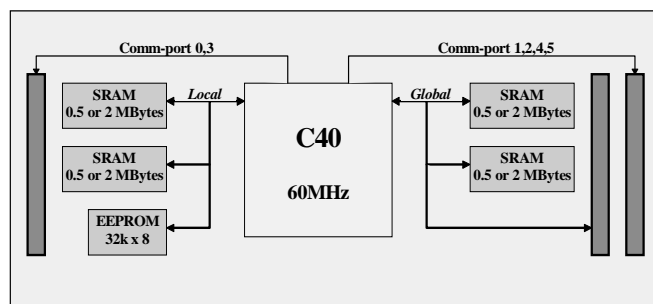 Comm-port 0,3
Comm-port 1,2,4,5
SRAM
0.5 or 2 MBytes
Local
C40
60MHz
Global
SRAM
0.5 or 2 MBytes
SRAM
0.5 or 2 MBytes
SRAM
0.5 or 2 MBytes
EEPROM
32k x 8